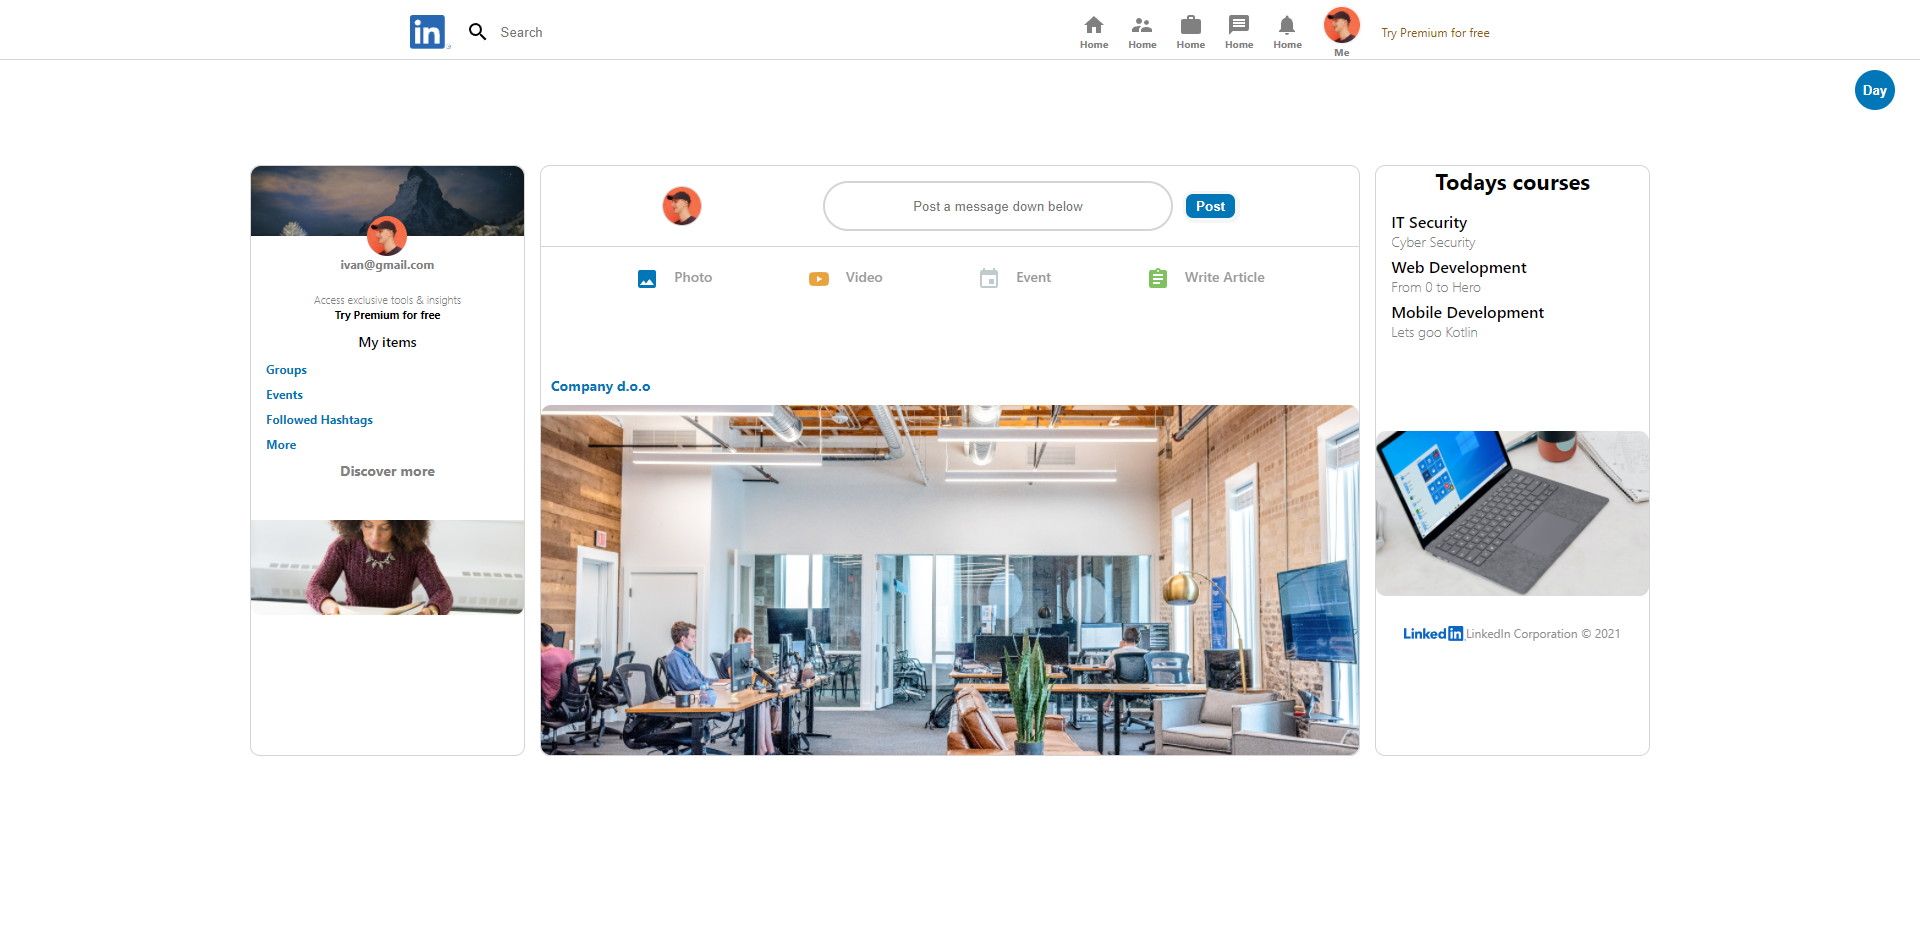 in
Search
Home
Home
Home
Home
Home
Me
Try Premium for free
Day
ivan@gmail.com
Access exclusive tools & insights
Try Premium for free
My items
Groups
Events
Followed Hashtags
More
Discover more
Post a message down below
Post
Photo
Video
Event
Write Article
Company d.o.o
Todays courses
IT Security
Cyber Security
Web Development
From 0 to Hero
Mobile Development
Lets goo Kotlin
Linkedin LinkedIn Corporation © 2021